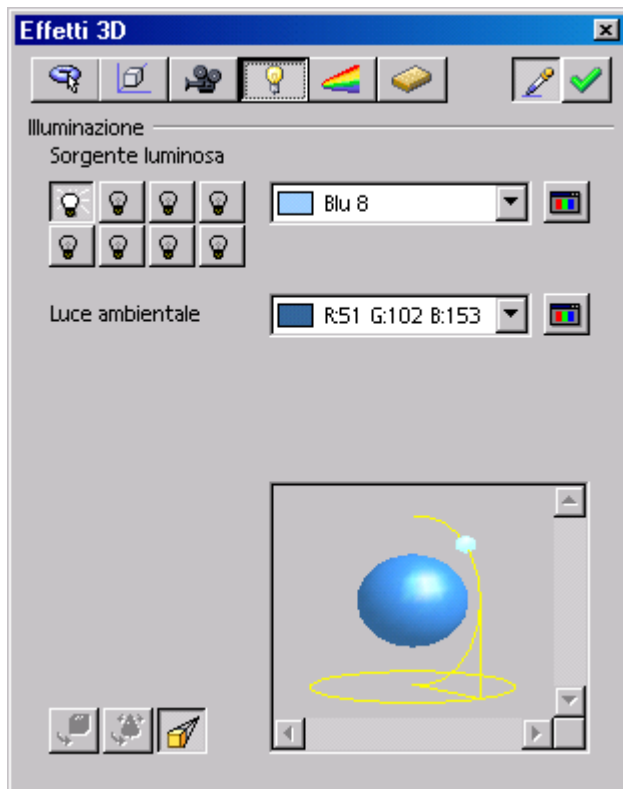 Effetti 3D
Illuminazione
Sorgente luminosa
Blu 8
Luce ambientale
R:51 G:102 B:153